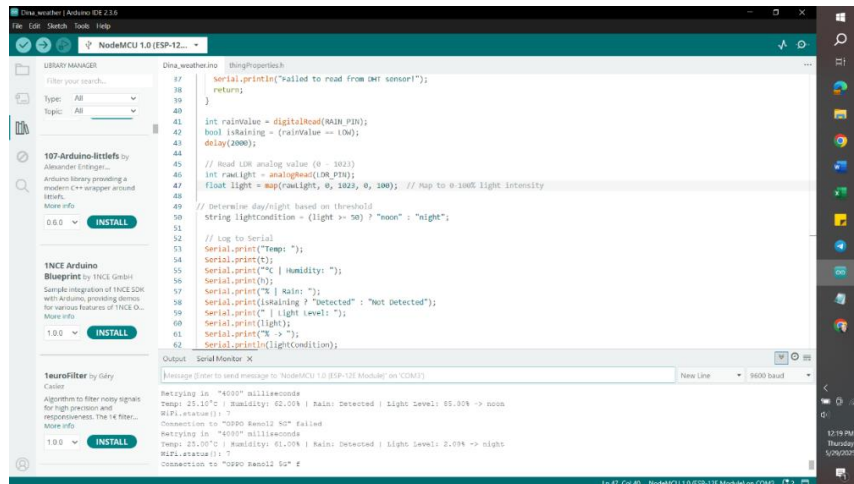 Dina_weather | Arduino IDE 2.3.6
File Edit Sketch Tools Help
NodeMCU 1.0 (ESP-12...
LIBRARY MANAGER
Filter your search...
Type: All
Topic: All
107-Arduino-littlefs by
Alexander Entinger...
Arduino library providing a
modern C++ wrapper around
littlefs.
More info
0.6.0 INSTALL
1NCE Arduino
Blueprint by 1NCE GmbH
Sample integration of 1NCE SDK
with Arduino, providing demos
for various features of 1NCE O...
More info
1.0.0 INSTALL
1euroFilter by Géry
Casiez
Algorithm to filter noisy signals
for high precision and
responsiveness. The 1€ filter...
More info
1.0.0 INSTALL
Dina_weather.ino thingProperties.h
37 Serial.println("Failed to read from DHT sensor!");
38 return;
39 }
40
41 int rainValue = digitalRead(RAIN_PIN);
42 bool isRaining = (rainValue == LOW);
43 delay(2000);
44
45 // Read LDR analog value (0 - 1023)
46 int rawLight = analogRead(LDR_PIN);
47 float light = map(rawLight, 0, 1023, 0, 100); // Map to 0-100% light intensity
48
49 // Determine day/night based on threshold
50 String lightCondition = (light >= 50) ? "noon" : "night";
51
52 // Log to Serial
53 Serial.print("Temp: ");
54 Serial.print(t);
55 Serial.print("°C | Humidity: ");
56 Serial.print(h);
57 Serial.print("% | Rain: ");
58 Serial.print(isRaining ? "Detected" : "Not Detected");
59 Serial.print(" | Light Level: ");
60 Serial.print(light);
61 Serial.print("% -> ");
62 Serial.println(lightCondition);
Output Serial Monitor X
Message (Enter to send message to 'NodeMCU 1.0 (ESP-12E Module)' on 'COM3')
New Line 9600 baud
Retrying in "4000" milliseconds
Temp: 25.10°C | Humidity: 62.00% | Rain: Detected | Light Level: 65.00% -> noon
WiFi.status(): 7
Connection to "OPPO Reno12 5G" failed
Retrying in "4000" milliseconds
Temp: 25.00°C | Humidity: 61.00% | Rain: Detected | Light Level: 2.00% -> night
WiFi.status(): 7
Connection to "OPPO Reno12 5G" f
Ln 47, Col 40 NodeMCU 1.0 (ESP-12E Module) on COM3
12:19 PM
Thursday